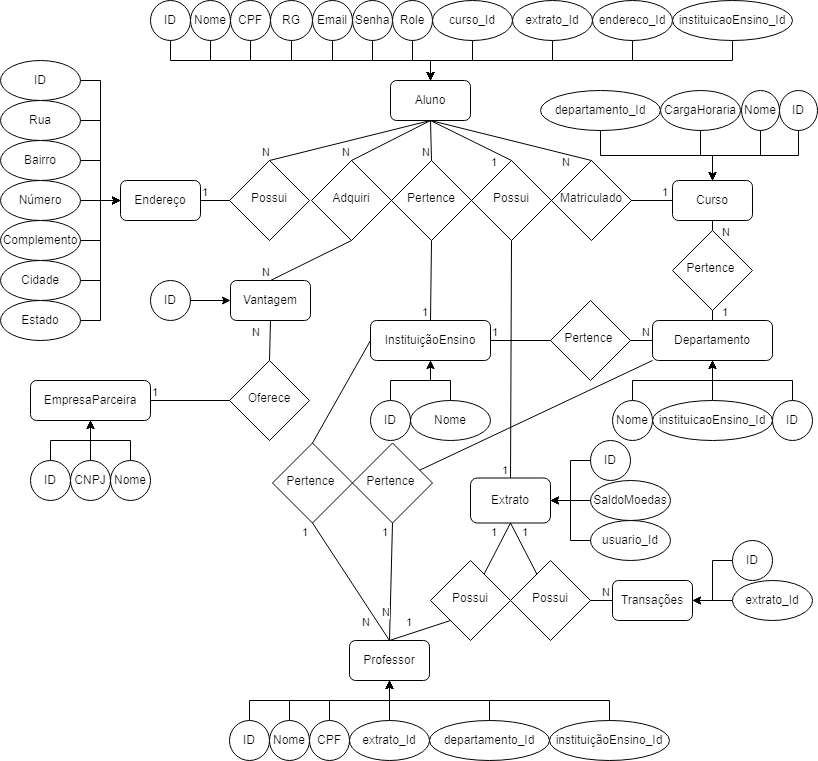 ID
Nome
CPF
RG
Email
Senha
Role
curso_Id
extrato_Id
endereco_Id
instituicaoEnsino_Id
ID
Rua
Bairro
Número
Complemento
Cidade
Estado
Aluno
departamento_Id
CargaHoraria
Nome
ID
N
N
N
1
N
Endereço
1
Possui
Adquiri
Pertence
Possui
Matriculado
1
Curso
N
Pertence
N
ID
Vantagem
N
1
1
InstituiçãoEnsino
1
Pertence
N
Departamento
EmpresaParceira
1
Oferece
ID
Nome
Nome
instituicaoEnsino_Id
ID
ID
CNPJ
Nome
Pertence
Pertence
1
Extrato
ID
SaldoMoedas
usuario_Id
1
1
1
1
Possui
Possui
N
Transações
ID
extrato_Id
N
N
1
Professor
ID
Nome
CPF
extrato_Id
departamento_Id
instituiçãoEnsino_Id